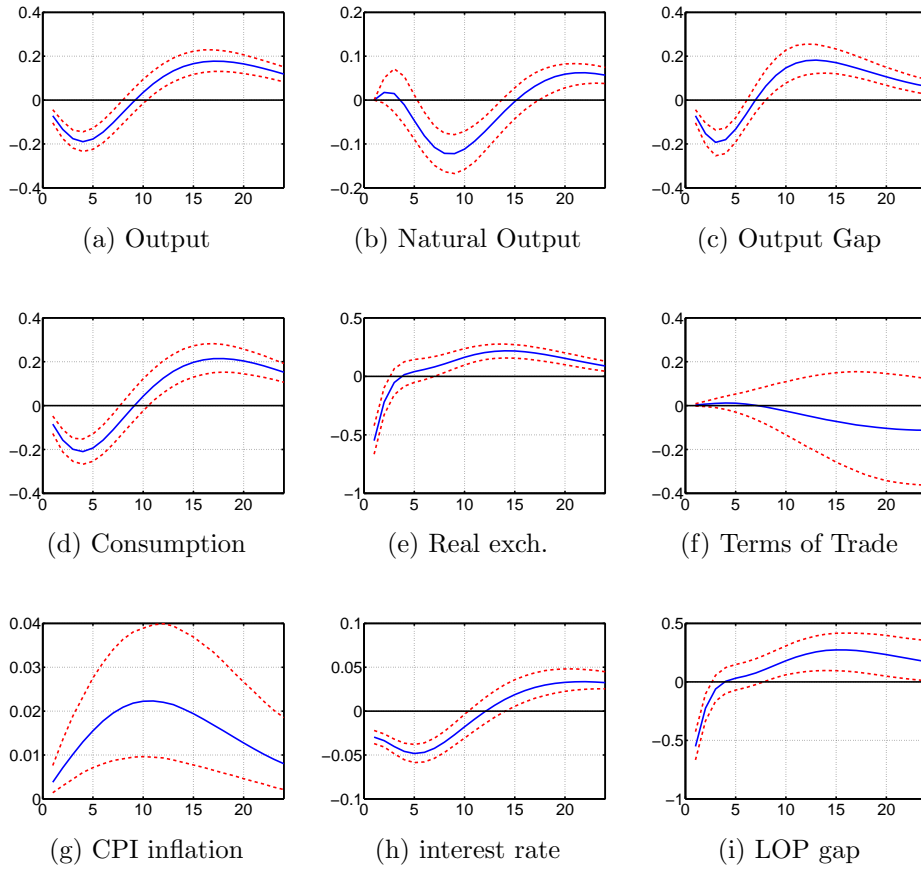 0.4
0.2
0
−0.2
−0.4
0 5 10 15 20
(a) Output
0.2
0.1
0
−0.1
−0.2
0 5 10 15 20
(b) Natural Output
0.4
0.2
0
−0.2
−0.4
0 5 10 15 20
(c) Output Gap
0.4
0.2
0
−0.2
−0.4
0 5 10 15 20
(d) Consumption
0.5
0
−0.5
−1
0 5 10 15 20
(e) Real exch.
0.4
0.2
0
−0.2
−0.4
0 5 10 15 20
(f) Terms of Trade
0.04
0.03
0.02
0.01
0
0 5 10 15 20
(g) CPI inflation
0.1
0.05
0
−0.05
−0.1
0 5 10 15 20
(h) interest rate
0.5
0
−0.5
−1
0 5 10 15 20
(i) LOP gap